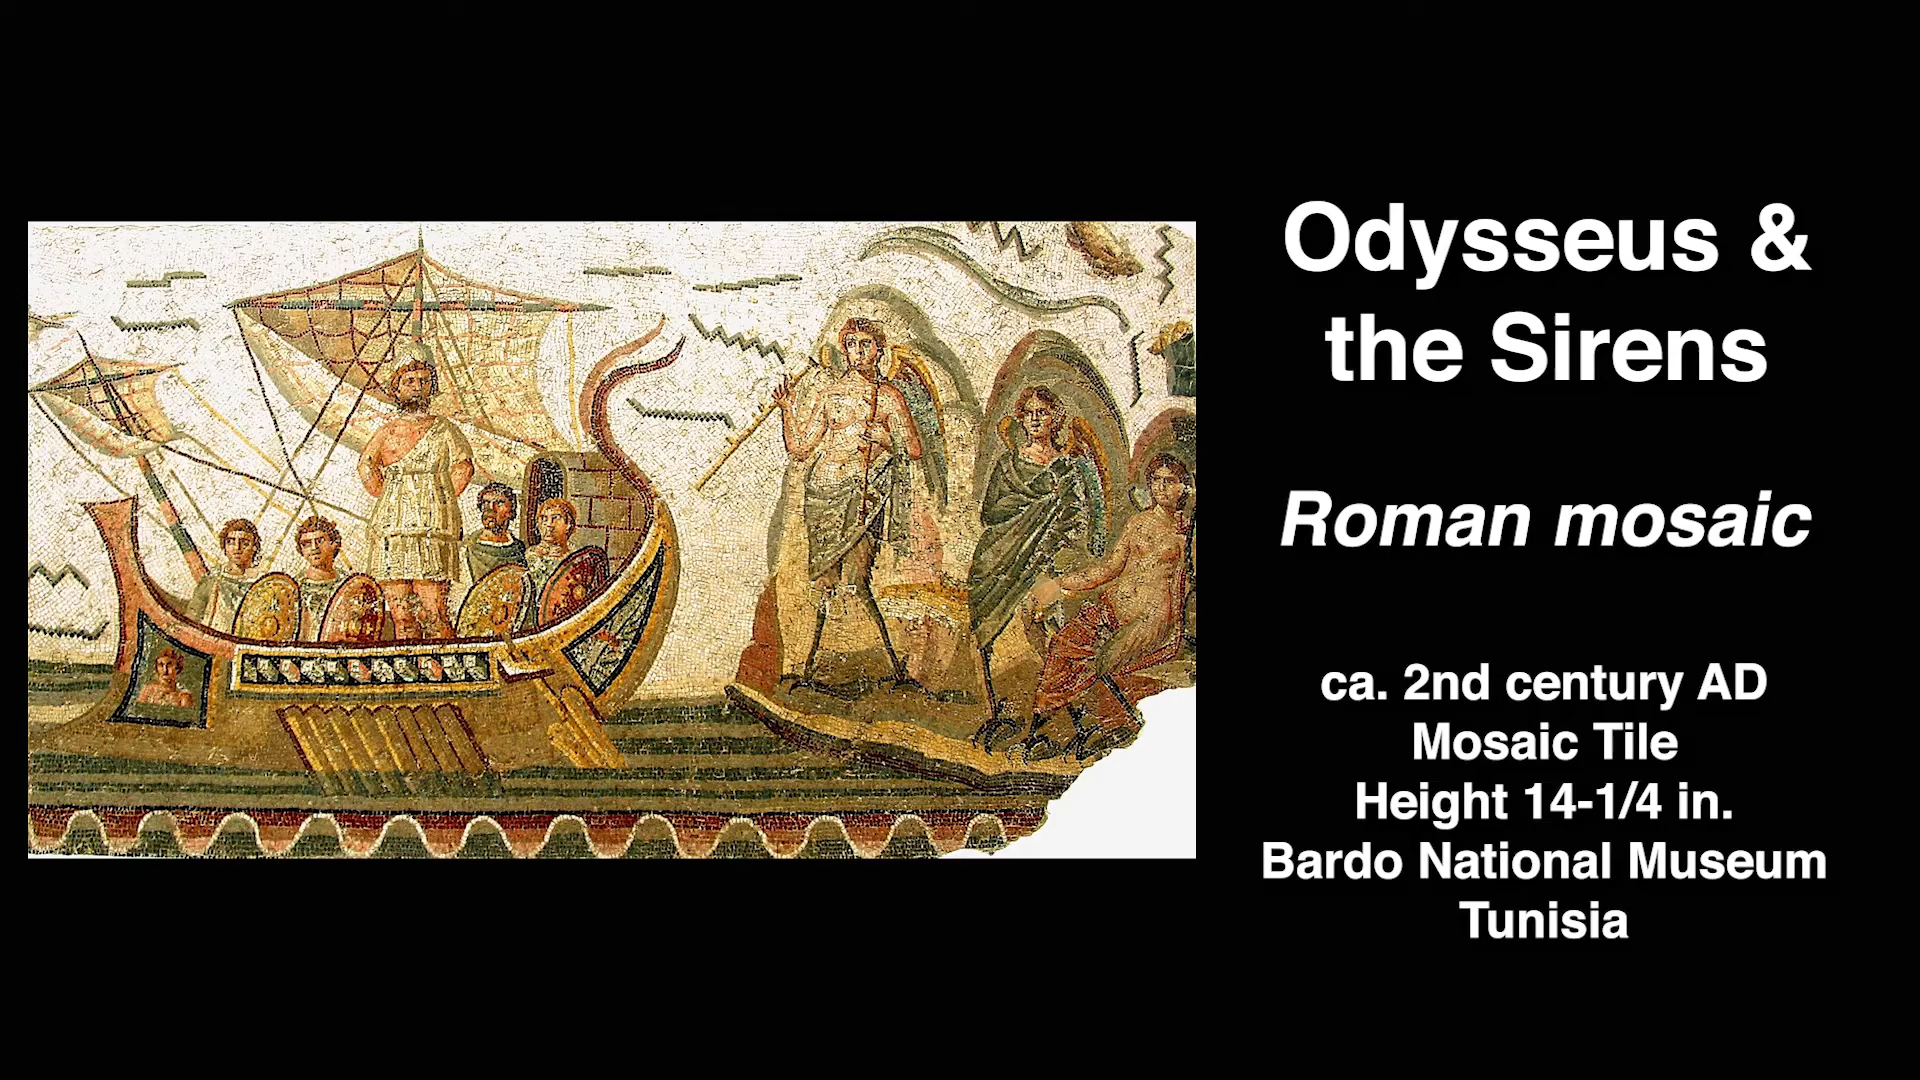 Odysseus &
the Sirens
Roman mosaic
ca. 2nd century AD
Mosaic Tile
Height 14-1/4 in.
Bardo National Museum
Tunisia